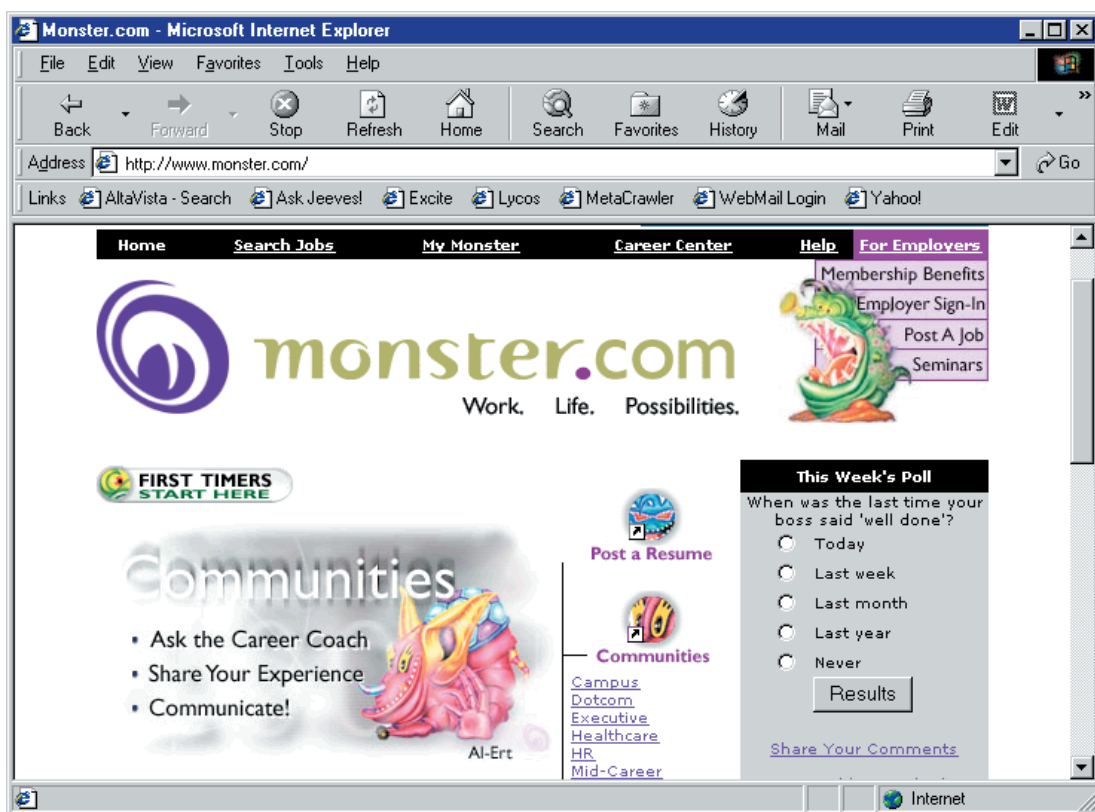 Monster.com - Microsoft Internet Explorer
File Edit View Favorites Tools Help
Back Forward Stop Refresh Home Search Favorites History Mail Print Edit »
Address http://www.monster.com/ Go
Links AltaVista - Search Ask Jeeves! Excite Lycos MetaCrawler WebMail Login Yahoo!
Home Search Jobs My Monster Career Center Help For Employers
Membership Benefits
Employer Sign-In
Post A Job
Seminars
monster.com
Work. Life. Possibilities.
FIRST TIMERS
START HERE
Communities
• Ask the Career Coach
• Share Your Experience
• Communicate!
Al-Ert
Post a Resume
Communities
Campus
Dotcom
Executive
Healthcare
HR
Mid-Career
This Week's Poll
When was the last time your
boss said 'well done'?
Today
Last week
Last month
Last year
Never
Results
Share Your Comments
Internet